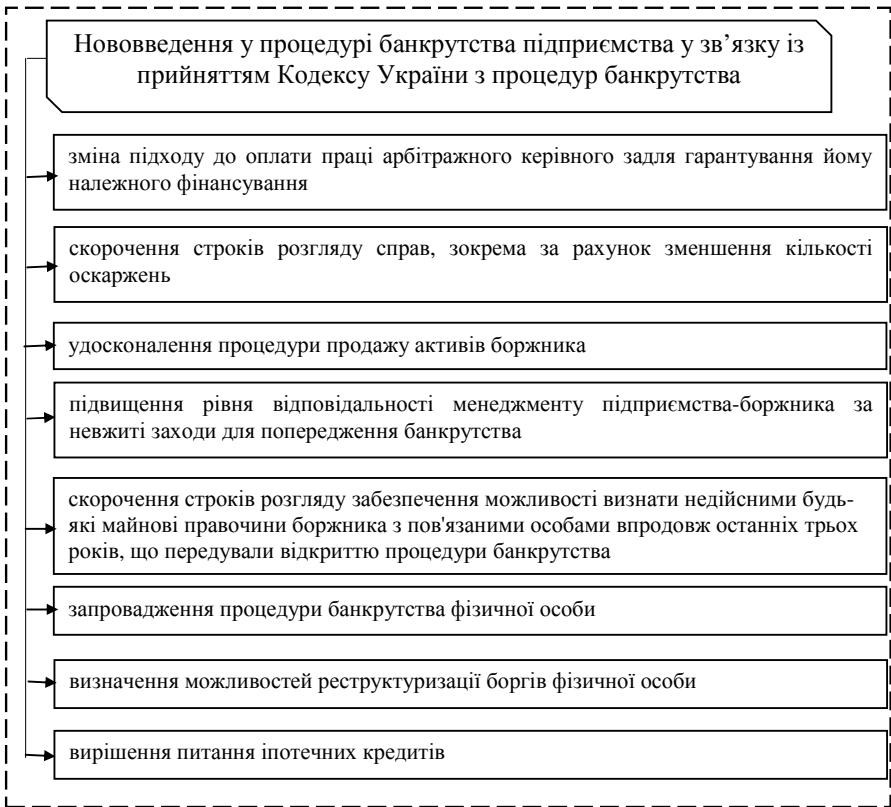 Нововведення у процедурі банкрутства підприємства у зв’язку із
прийняттям Кодексу України з процедур банкрутства
зміна підходу до оплати праці арбітражного керівного задля гарантування йому
належного фінансування
скорочення строків розгляду справ, зокрема за рахунок зменшення кількості
оскаржень
удосконалення процедури продажу активів боржника
підвищення рівня відповідальності менеджменту підприємства-боржника за
невжиті заходи для попередження банкрутства
скорочення строків розгляду забезпечення можливості визнати недійсними будь-
які майнові правочини боржника з пов'язаними особами впродовж останніх трьох
років, що передували відкриттю процедури банкрутства
запровадження процедури банкрутства фізичної особи
визначення можливостей реструктуризації боргів фізичної особи
вирішення питання іпотечних кредитів